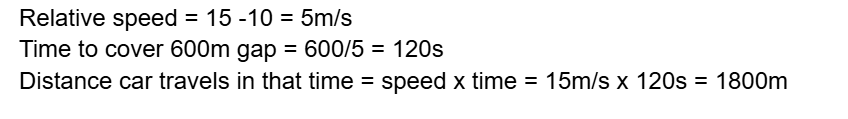 Relative speed = 15 -10 = 5m/s
Time to cover 600m gap = 600/5 = 120s
Distance car travels in that time = speed x time = 15m/s x 120s = 1800m